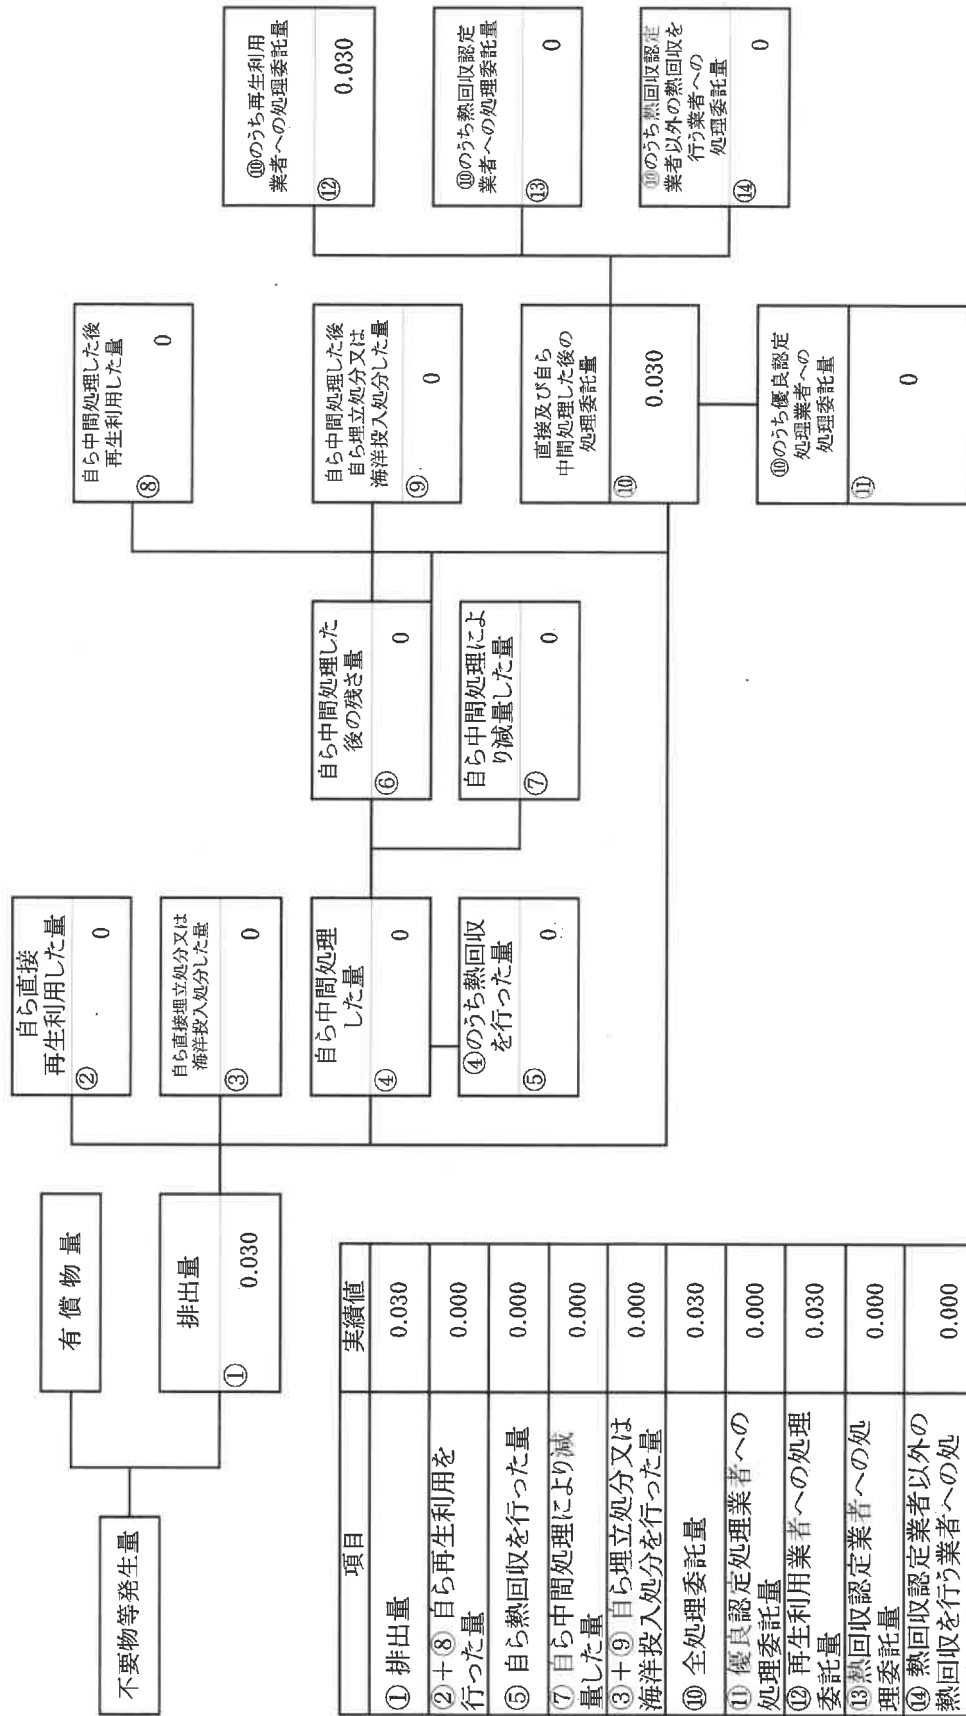 不要物等発生量
有償物量
排出量
① 0.030
自ら直接
再生利用した量
② 0
自ら直接埋立処分又は
海洋投入処分した量
③ 0
自ら中間処理
した量
④ 0
④のうち熱回収
を行った量
⑤ 0
自ら中間処理した
後の残さ量
⑥ 0
自ら中間処理によ
り減量した量
⑦ 0
自ら中間処理した後
再生利用した量
⑧ 0
自ら中間処理した後
自ら埋立処分又は
海洋投入処分した量
⑨ 0
直接及び自ら
中間処理した後の
処理委託量
⑩ 0.030
⑩のうち優良認定
処理業者への
処理委託量
⑪ 0
⑩のうち再生利用
業者への処理委託量
⑫ 0.030
⑩のうち熱回収認定
業者への処理委託量
⑬ 0
⑩のうち熱回収認定
業者以外の熱回収を
行う業者への
処理委託量
⑭ 0
項目 実績値
① 排出量 0.030
②+⑧ 自ら再生利用を
行った量 0.000
⑤ 自ら熱回収を行った量 0.000
⑦ 自ら中間処理により減
量した量 0.000
③+⑨ 自ら埋立処分又は
海洋投入処分を行った量 0.000
⑩ 全処理委託量 0.030
⑪ 優良認定処理業者への
処理委託量 0.000
⑫ 再生利用業者への処理
委託量 0.030
⑬ 熱回収認定業者への処
理委託量 0.000
⑭ 熱回収認定業者以外の
熱回収を行う業者への処 0.000